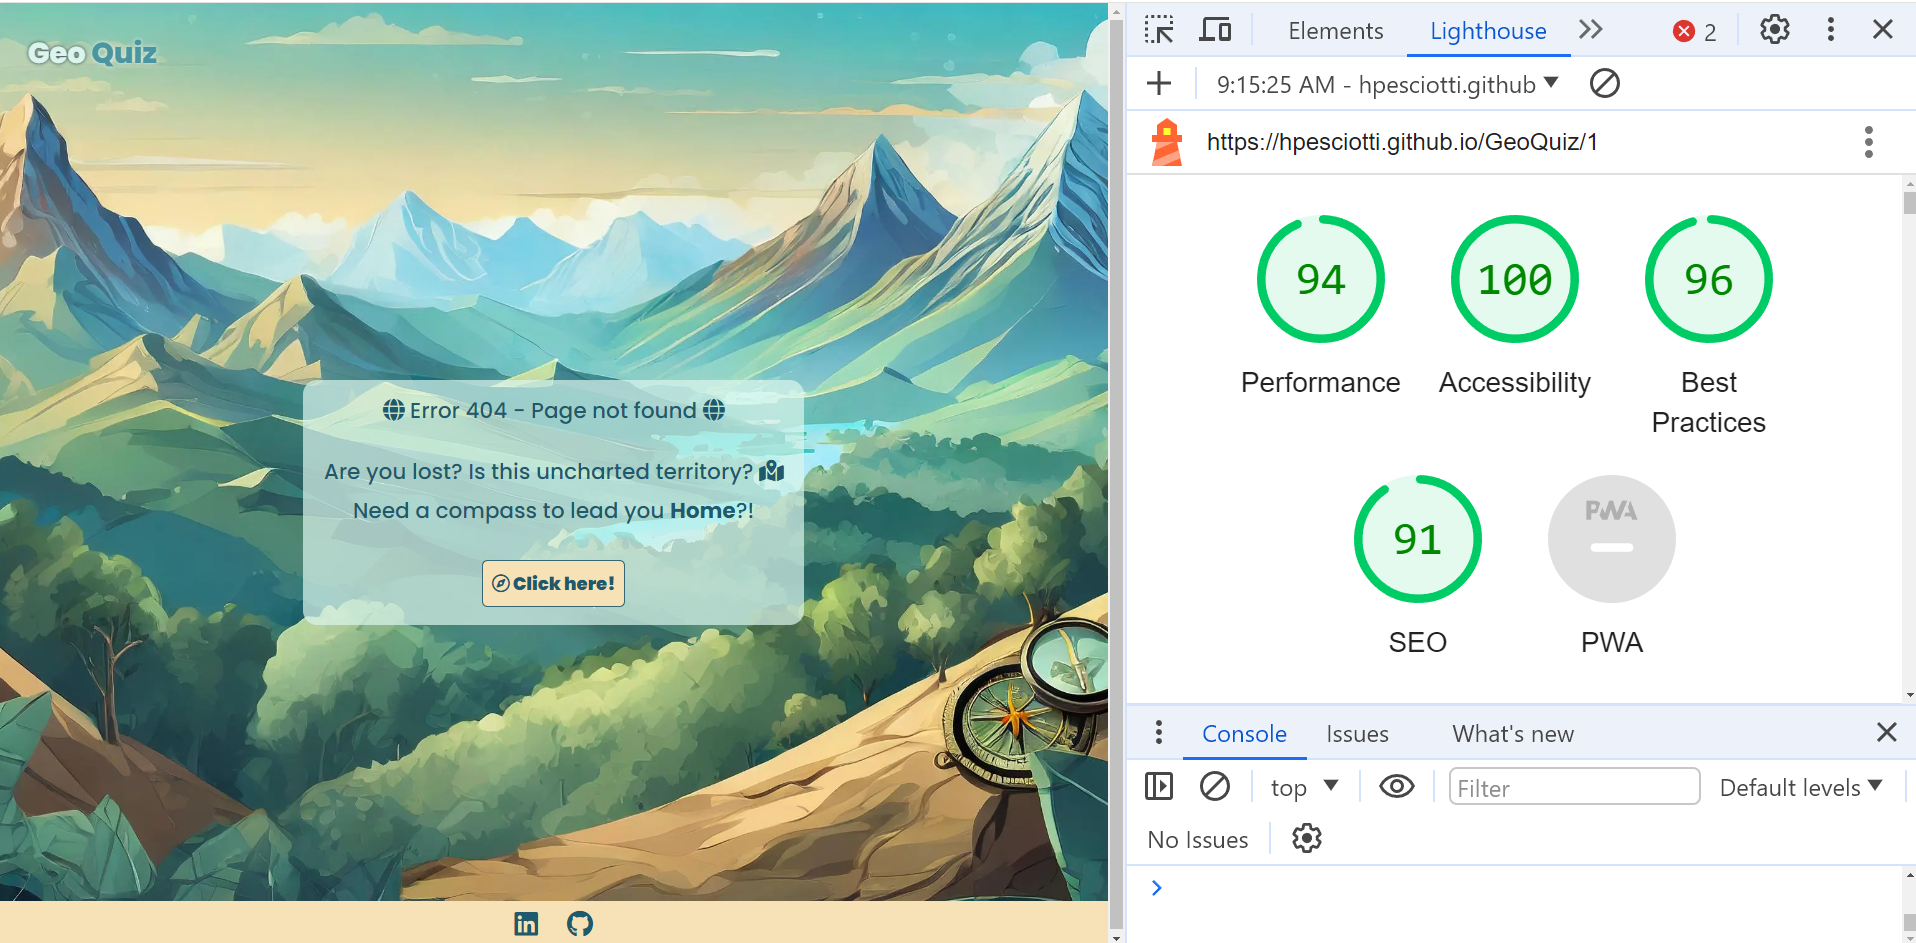 Geo Quiz
Error 404 - Page not found
Are you lost? Is this uncharted territory?
Need a compass to lead you Home?!
Click here!
Elements
Lighthouse
2
9:15:25 AM - hpesciotti.github
https://hpesciotti.github.io/GeoQuiz/1
94
100
96
Performance
Accessibility
Best
Practices
91
PWA
SEO
PWA
Console
Issues
What's new
top
Filter
Default levels
No Issues